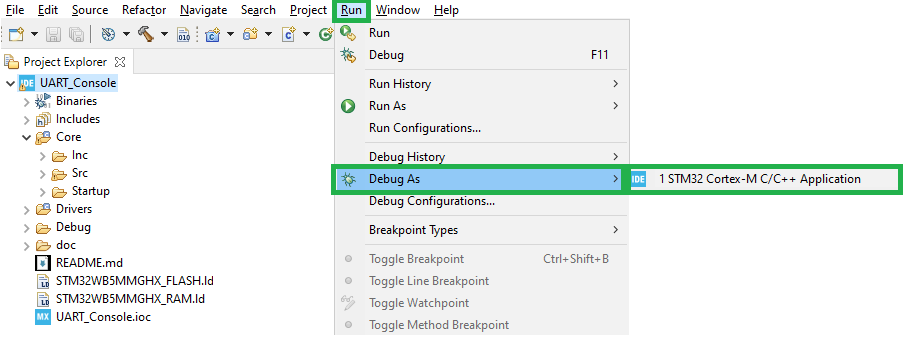 File Edit Source Refactor Navigate Search Project Run Window Help
010
Project Explorer
IDE UART_Console
Binaries
Includes
Core
Inc
Src
Startup
Drivers
Debug
doc
README.md
STM32WB5MMGHX_FLASH.ld
STM32WB5MMGHX_RAM.ld
MX UART_Console.ioc
Run
Debug F11
Run History
Run As
Run Configurations...
Debug History
Debug As
IDE 1 STM32 Cortex-M C/C++ Application
Debug Configurations...
Breakpoint Types
Toggle Breakpoint Ctrl+Shift+B
Toggle Line Breakpoint
Toggle Watchpoint
Toggle Method Breakpoint